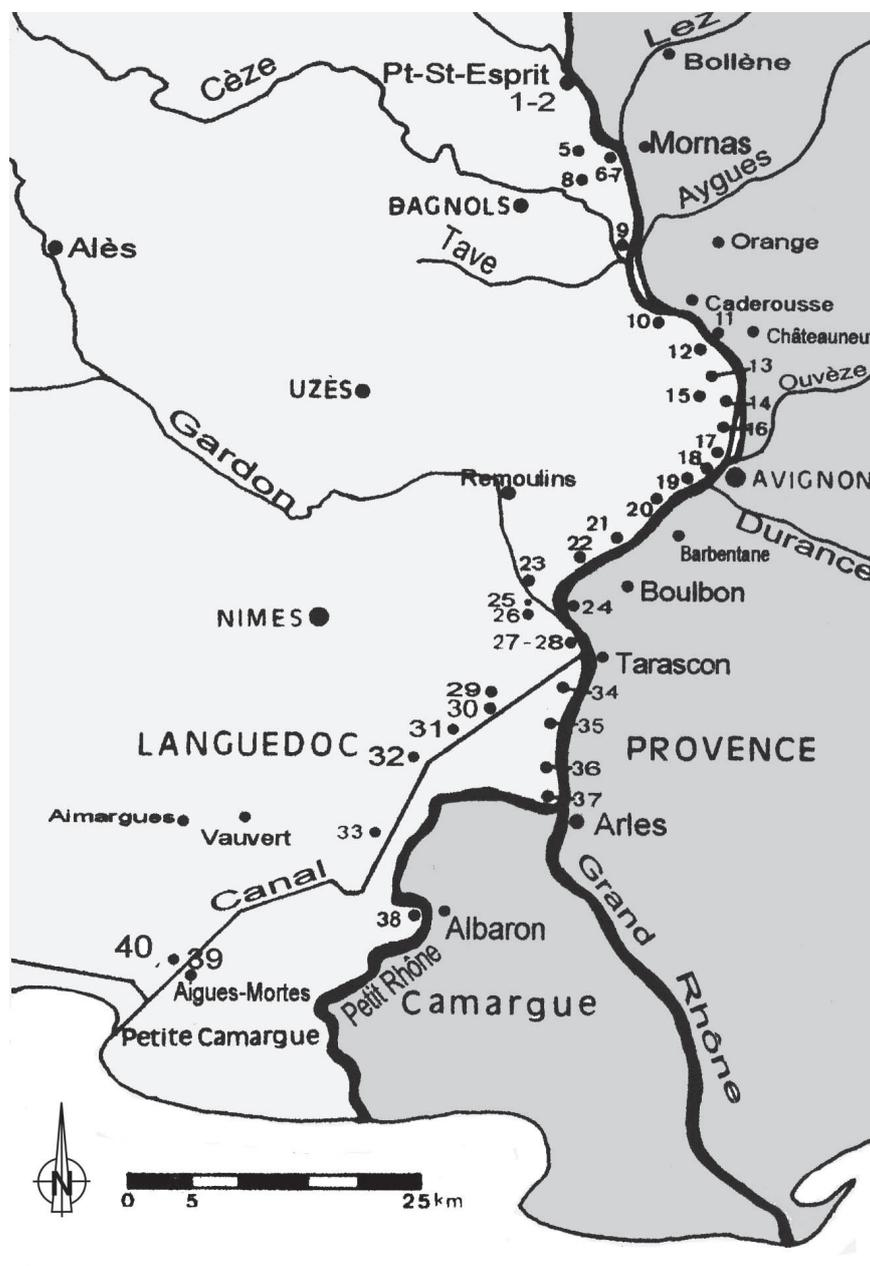 Lez
Bollène
Cèze
Pt-St-Esprit
1-2
Mornas
5
6-7
8
Aygues
BAGNOLS
9
Tave
Orange
Alès
Caderousse
10
11
Châteauneu
12
13
Ouvèze
UZÈS
15
14
16
17
18
Gardon
Remoulins
19
AVIGNON
20
Durance
21
Barbentane
22
23
Boulbon
25
24
26
NIMES
27-28
Tarascon
29
34
30
31
35
LANGUEDOC
32
PROVENCE
36
37
Aimargues
Vauvert
33
Arles
Canal
Grand
38
Albaron
40
39
Petit Rhône
Rhône
Aigues-Mortes
Camargue
Petite Camargue
N
0 5 25 km